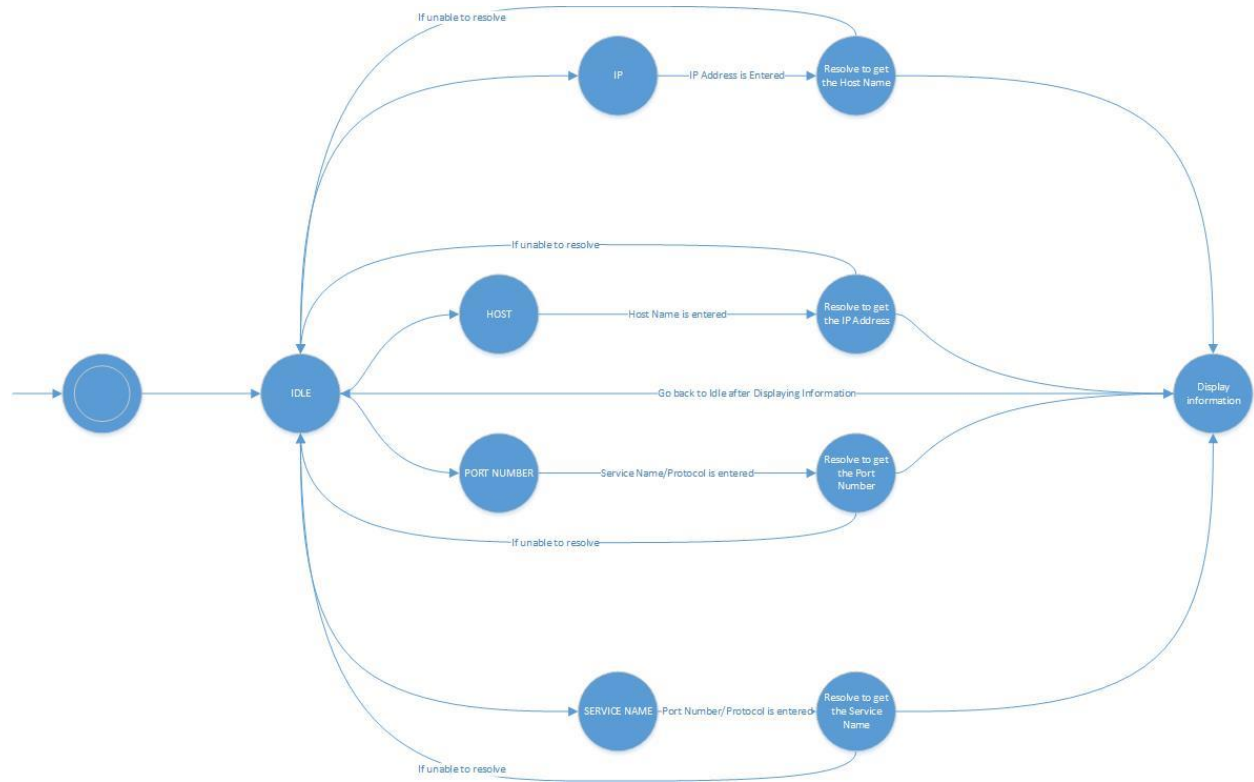 If unable to resolve
IP
IP Address is Entered
Resolve to get
the Host Name
If unable to resolve
HOST
Host Name is entered
Resolve to get
the IP Address
IDLE
Go back to Idle after Displaying Information
Display
information
PORT NUMBER
Service Name/Protocol is entered
Resolve to get
the Port
Number
If unable to resolve
SERVICE NAME
Port Number/Protocol is entered
Resolve to get
the Service
Name
If unable to resolve